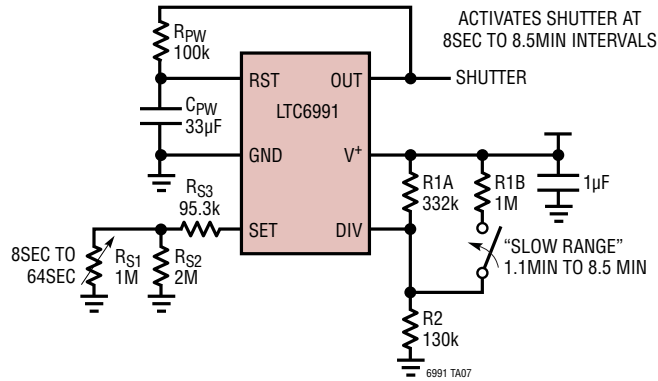 ACTIVATES SHUTTER AT
8SEC TO 8.5MIN INTERVALS
RPW
100k
RST
OUT
SHUTTER
LTC6991
CPW
33µF
GND
V+
RS3
95.3k
R1A
332k
R1B
1M
1µF
SET
DIV
8SEC TO
64SEC
RS1
1M
RS2
2M
"SLOW RANGE"
1.1MIN TO 8.5 MIN
R2
130k
6991 TA07